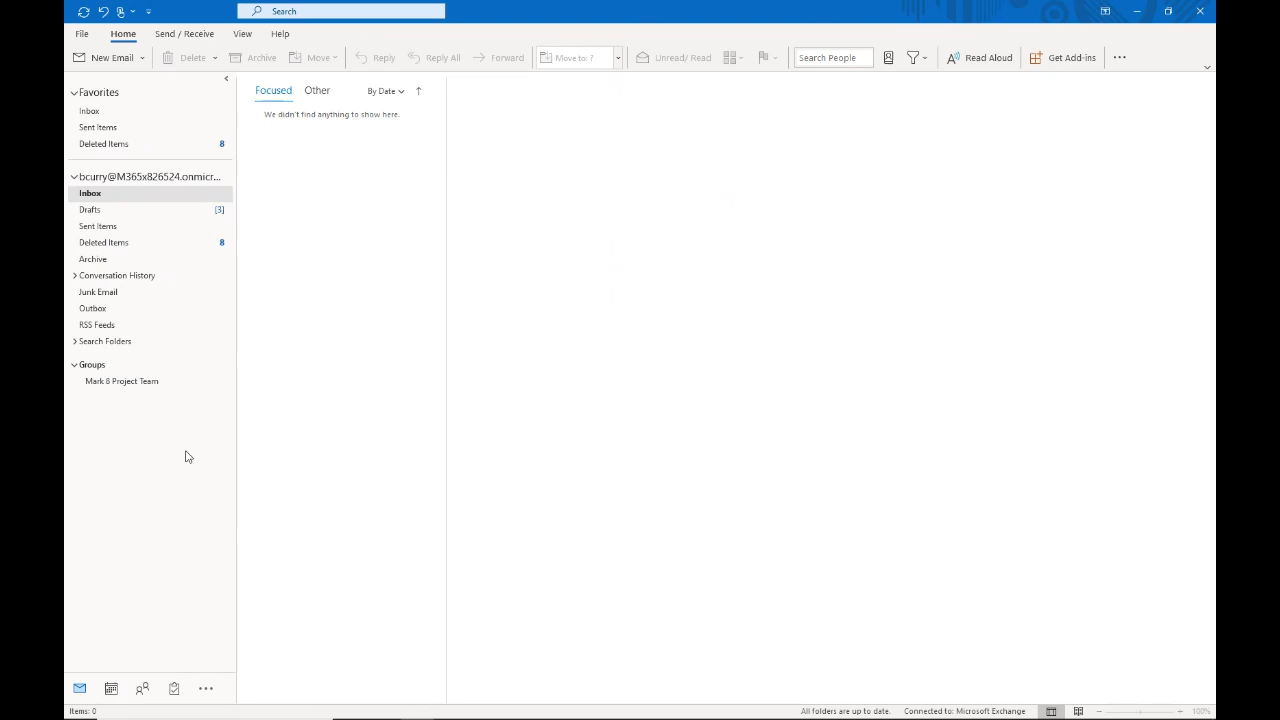 Search
File Home Send / Receive View Help
New Email Delete Archive Move Reply Reply All Forward Move to: ? Unread/ Read Search People Read Aloud Get Add-ins
Favorites
Inbox
Sent Items
Deleted Items 8
bcurry@M365x826524.onmicr...
Inbox
Drafts [3]
Sent Items
Deleted Items 8
Archive
Conversation History
Junk Email
Outbox
RSS Feeds
Search Folders
Groups
Mark 8 Project Team
Focused Other By Date
We didn't find anything to show here.
Items: 0 All folders are up to date. Connected to: Microsoft Exchange 100%